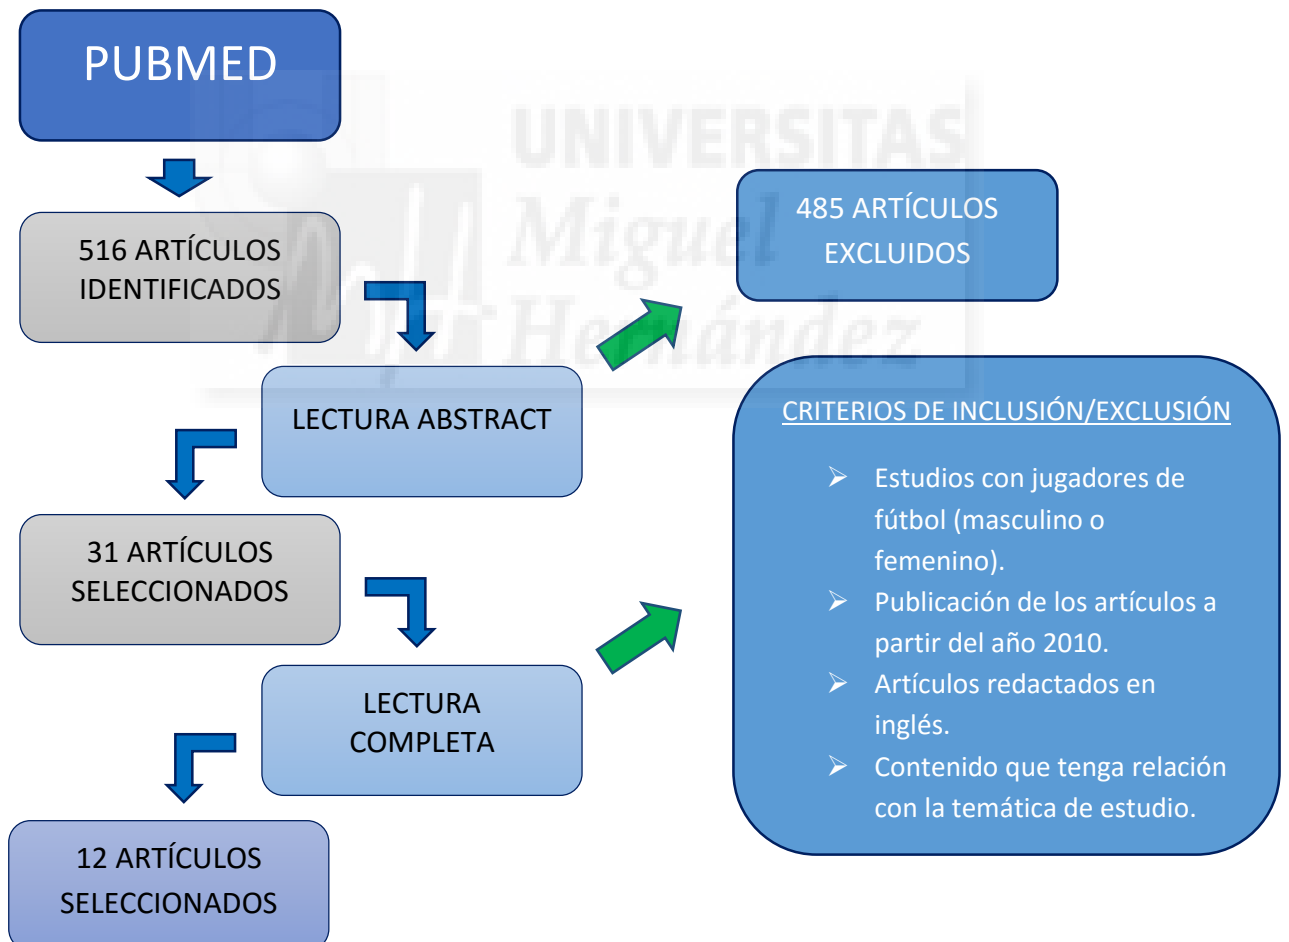 PUBMED
UNIVERSITAS
Miguel
Hernández
516 ARTÍCULOS
IDENTIFICADOS
485 ARTÍCULOS
EXCLUIDOS
LECTURA ABSTRACT
31 ARTÍCULOS
SELECCIONADOS
LECTURA
COMPLETA
12 ARTÍCULOS
SELECCIONADOS
CRITERIOS DE INCLUSIÓN/EXCLUSIÓN
➢ Estudios con jugadores de
fútbol (masculino o
femenino).
➢ Publicación de los artículos a
partir del año 2010.
➢ Artículos redactados en
inglés.
➢ Contenido que tenga relación
con la temática de estudio.